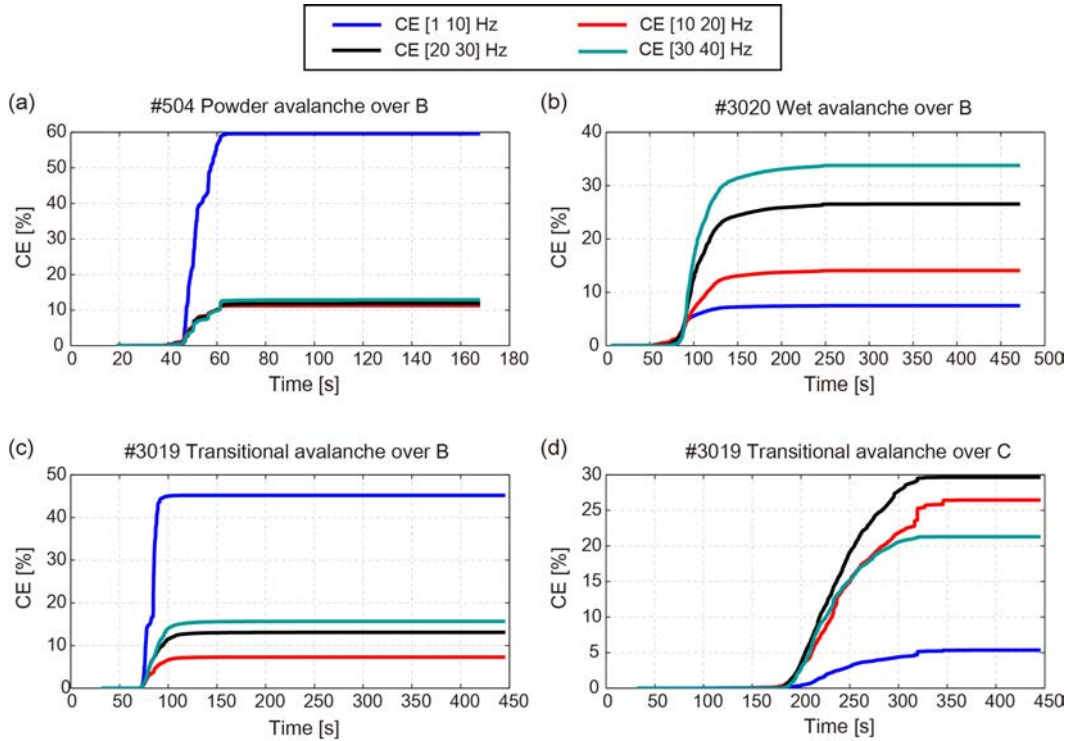 CE [1 10] Hz
CE [10 20] Hz
CE [20 30] Hz
CE [30 40] Hz
(a)
#504 Powder avalanche over B
60
50
40
30
20
10
0
CE [%]
0 20 40 60 80 100 120 140 160 180
Time [s]
(b)
#3020 Wet avalanche over B
40
30
20
10
0
CE [%]
0 50 100 150 200 250 300 350 400 450 500
Time [s]
(c)
#3019 Transitional avalanche over B
50
40
30
20
10
0
CE [%]
0 50 100 150 200 250 300 350 400 450
Time [s]
(d)
#3019 Transitional avalanche over C
30
25
20
15
10
5
0
CE [%]
0 50 100 150 200 250 300 350 400 450
Time [s]